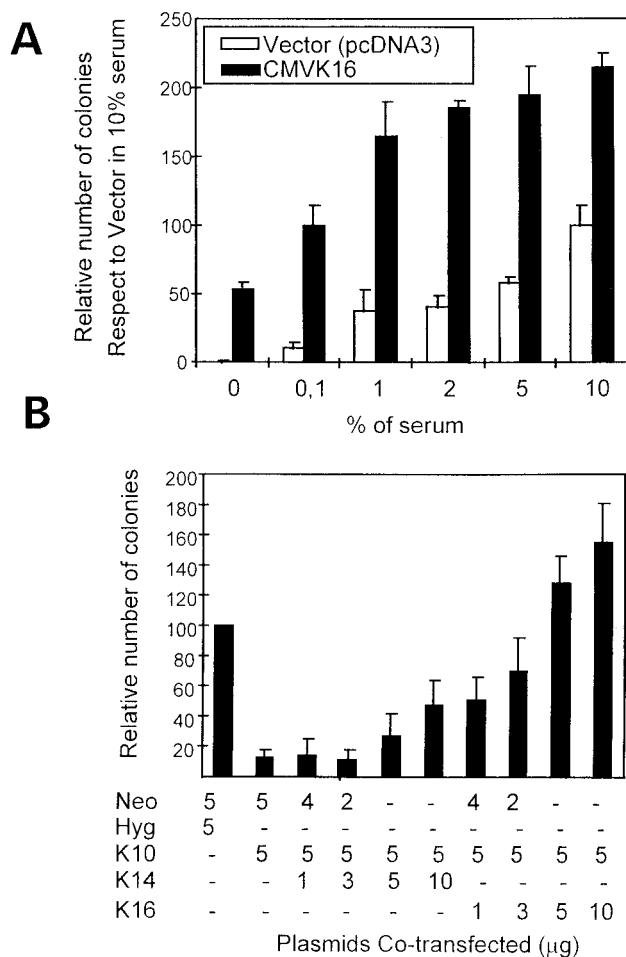 A
Relative number of colonies
Respect to Vector in 10% serum
250
200
150
100
50
0
Vector (pcDNA3)
CMVK16
0 0,1 1 2 5 10
% of serum
B
Relative number of colonies
200
180
160
140
120
100
80
60
40
20
Neo 5 5 4 2 - - 4 2 - -
Hyg 5 - - - - - - - - -
K10 - 5 5 5 5 5 5 5 5 5
K14 - - 1 3 5 10 - - - -
K16 - - - - - - 1 3 5 10
Plasmids Co-transfected (µg)